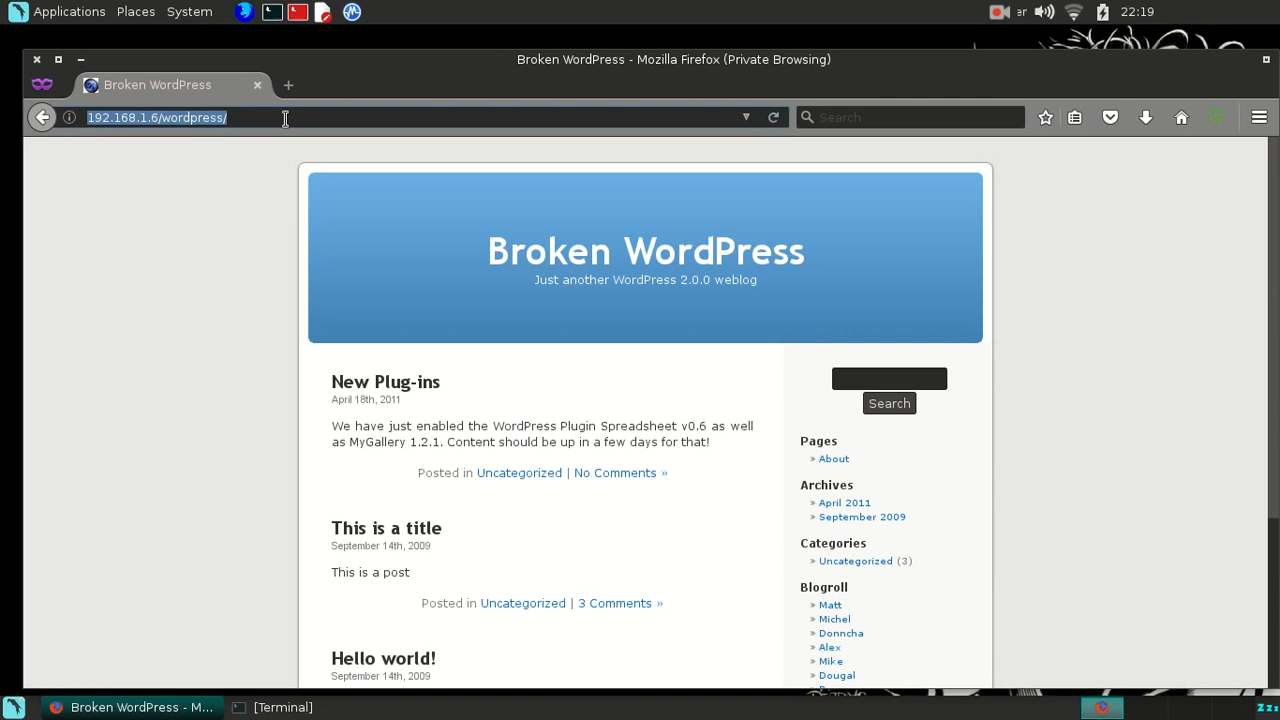 Applications Places System
er
22:19
Broken WordPress - Mozilla Firefox (Private Browsing)
Broken WordPress
192.168.1.6/wordpress/
Search
Broken WordPress
Just another WordPress 2.0.0 weblog
New Plug-ins
April 18th, 2011
We have just enabled the WordPress Plugin Spreadsheet v0.6 as well
as MyGallery 1.2.1. Content should be up in a few days for that!
Posted in Uncategorized | No Comments »
This is a title
September 14th, 2009
This is a post
Posted in Uncategorized | 3 Comments »
Hello world!
September 14th, 2009
Search
Pages
» About
Archives
» April 2011
» September 2009
Categories
» Uncategorized (3)
Blogroll
» Matt
» Michel
» Donncha
» Alex
» Mike
» Dougal
Broken WordPress - M...
[Terminal]
Zzz